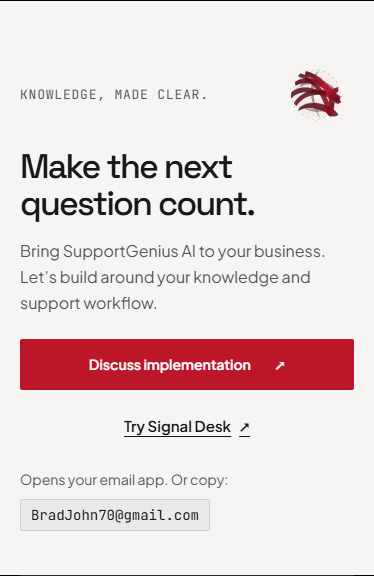 KNOWLEDGE, MADE CLEAR.
Make the next
question count.
Bring SupportGenius AI to your business.
Let's build around your knowledge and
support workflow.
Discuss implementation ↗
Try Signal Desk ↗
Opens your email app. Or copy:
BradJohn70@gmail.com